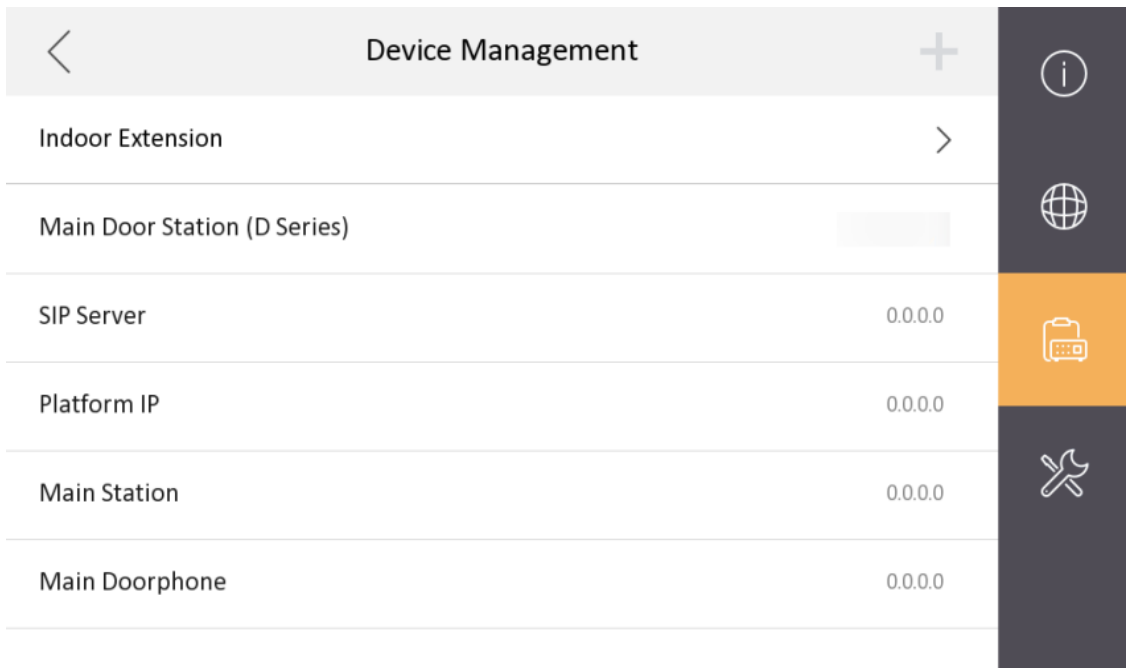 Device Management
Indoor Extension
Main Door Station (D Series)
SIP Server 0.0.0.0
Platform IP 0.0.0.0
Main Station 0.0.0.0
Main Doorphone 0.0.0.0